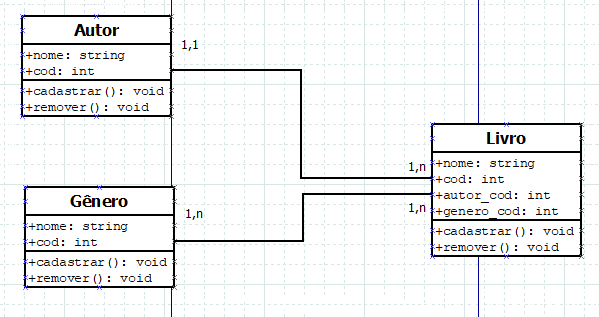 Autor
+nome: string
+cod: int
+cadastrar(): void
+remover(): void
1,1
Gênero
+nome: string
+cod: int
+cadastrar(): void
+remover(): void
1,n
1,n
1,n
Livro
+nome: string
+cod: int
+autor_cod: int
+genero_cod: int
+cadastrar(): void
+remover(): void